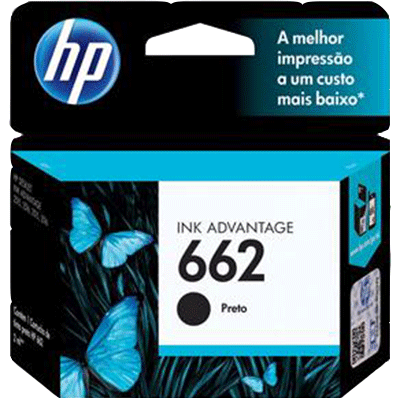 hp
A melhor
impressão
a um custo
mais baixo*
INK ADVANTAGE
662
Preto